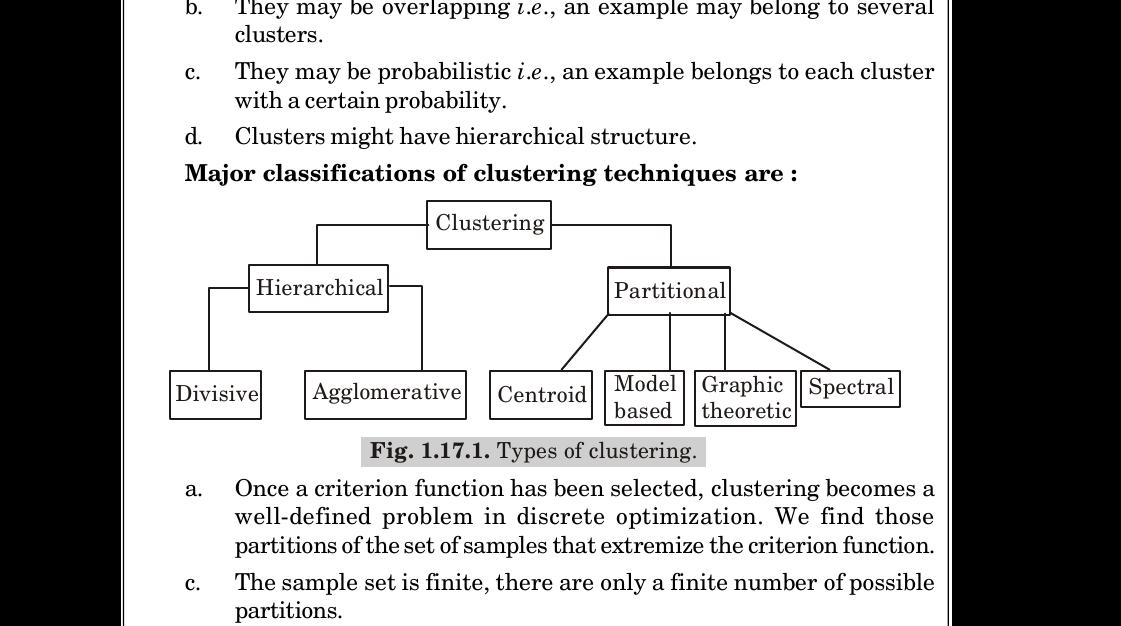 b. They may be overlapping i.e., an example may belong to several
clusters.
c. They may be probabilistic i.e., an example belongs to each cluster
with a certain probability.
d. Clusters might have hierarchical structure.
Major classifications of clustering techniques are :
Clustering
Hierarchical
Partitional
Divisive
Agglomerative
Centroid
Model
based
Graphic
theoretic
Spectral
Fig. 1.17.1. Types of clustering.
a. Once a criterion function has been selected, clustering becomes a
well-defined problem in discrete optimization. We find those
partitions of the set of samples that extremize the criterion function.
c. The sample set is finite, there are only a finite number of possible
partitions.